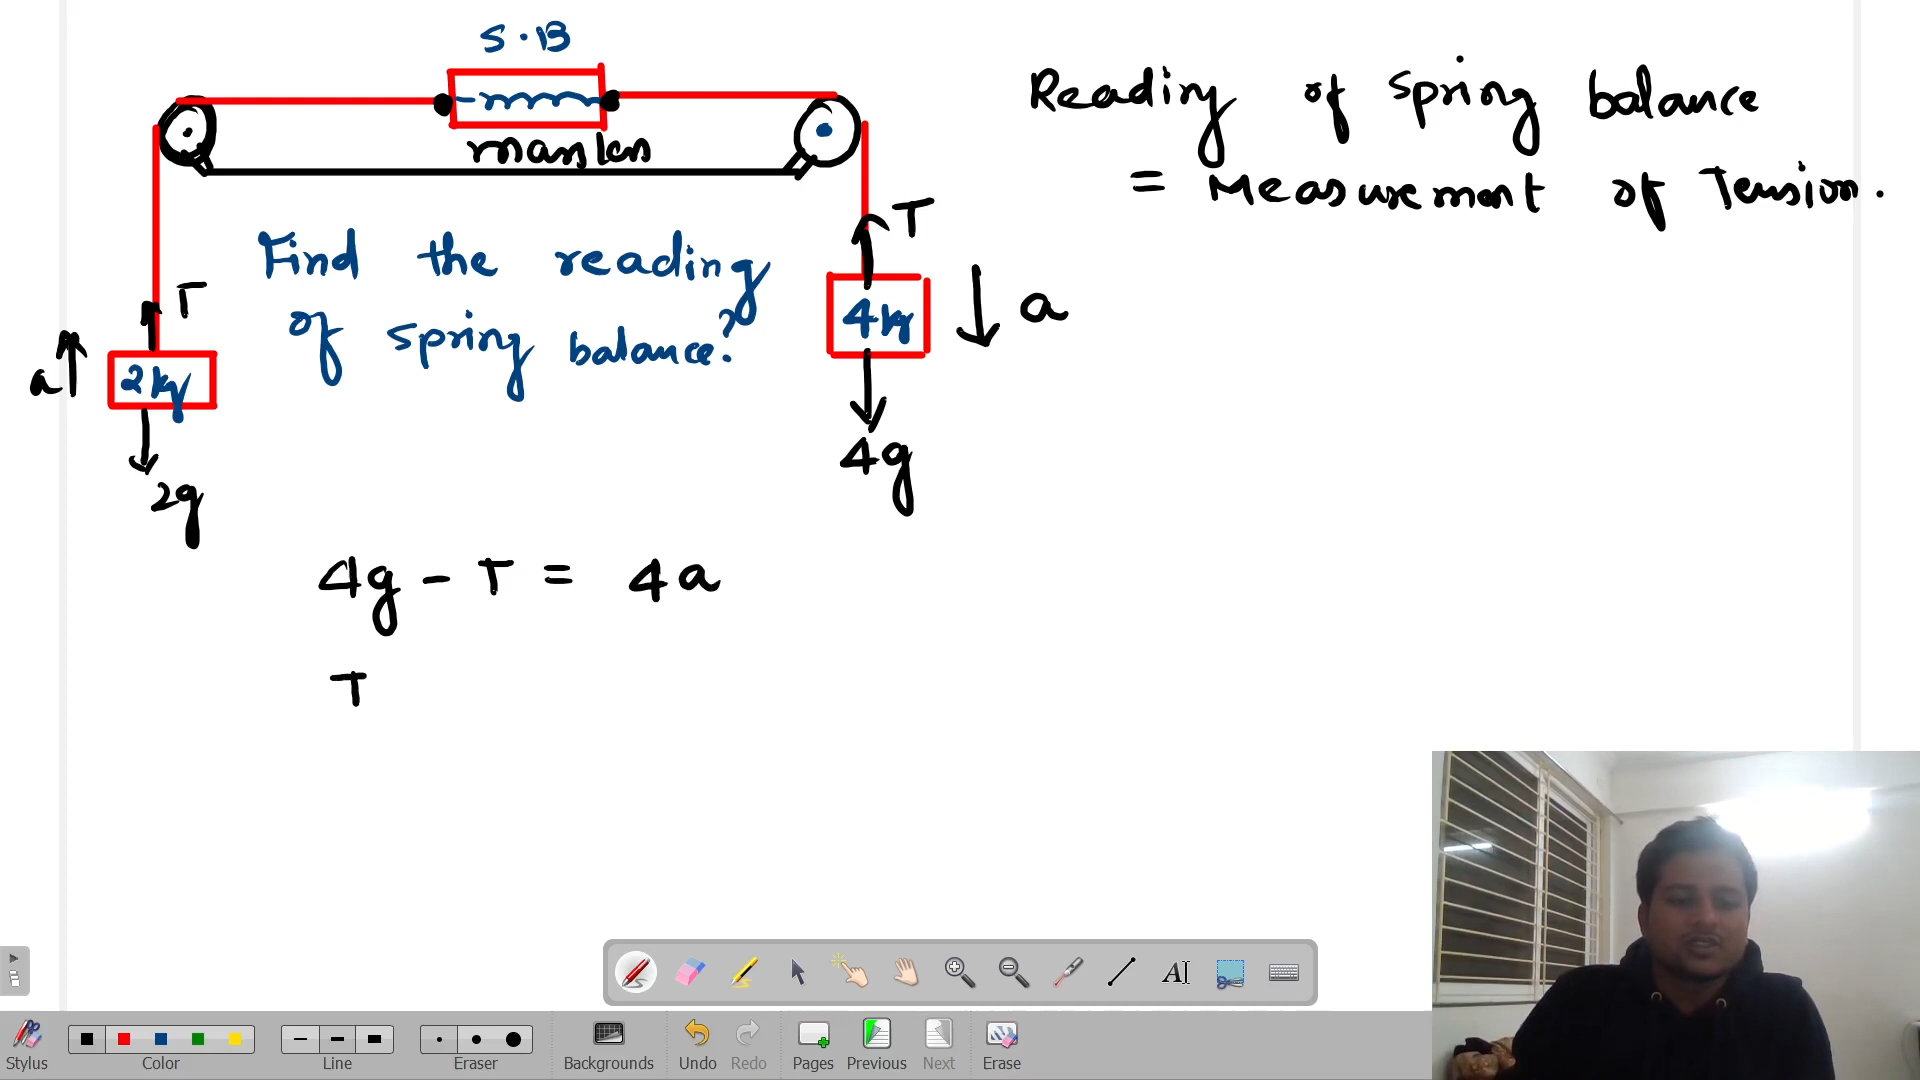 S.B
massless
Reading of spring balance
= Measurement of Tension.
Find the reading
of spring balance?
T
4kg
a
4g
T
a
2kg
2g
4g - T = 4a
T
AI
Stylus
Color
Line
Eraser
Backgrounds
Undo
Redo
Pages
Previous
Next
Erase